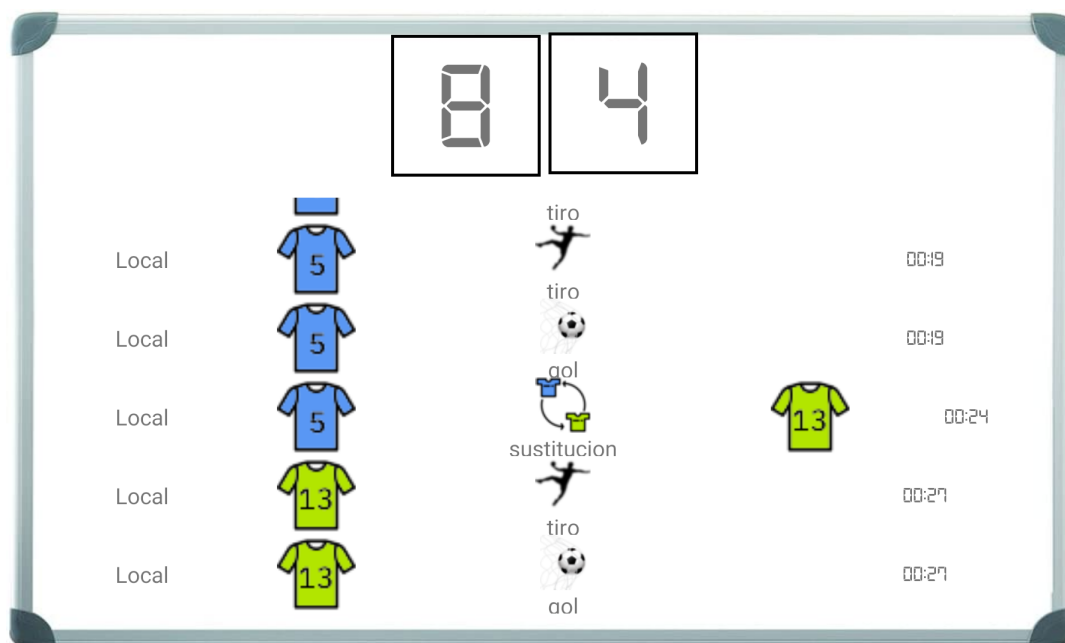 8 4
tiro
Local 5 00:19
tiro
Local 5 00:19
gol
Local 5 13 00:24
sustitucion
Local 13 00:27
tiro
Local 13 00:27
gol